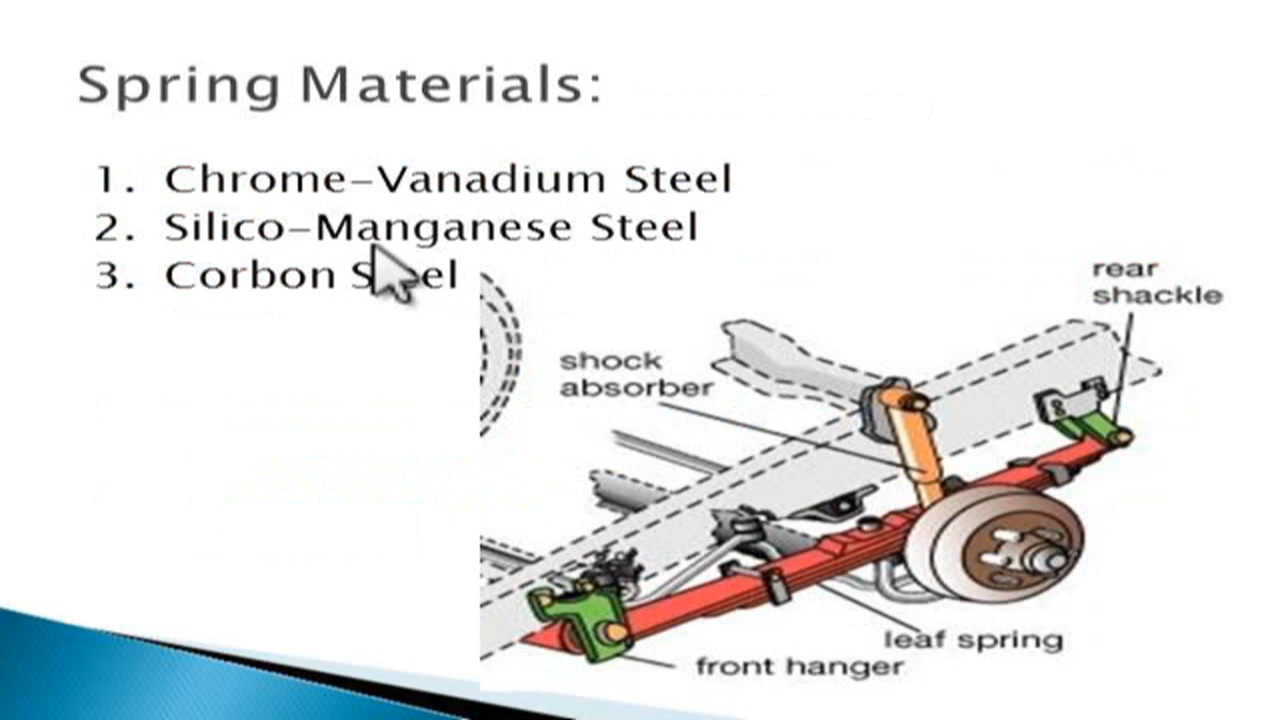 Spring Materials:
1. Chrome-Vanadium Steel
2. Silico-Manganese Steel
3. Corbon Steel
rear
shackle
shock
absorber
leaf spring
front hanger